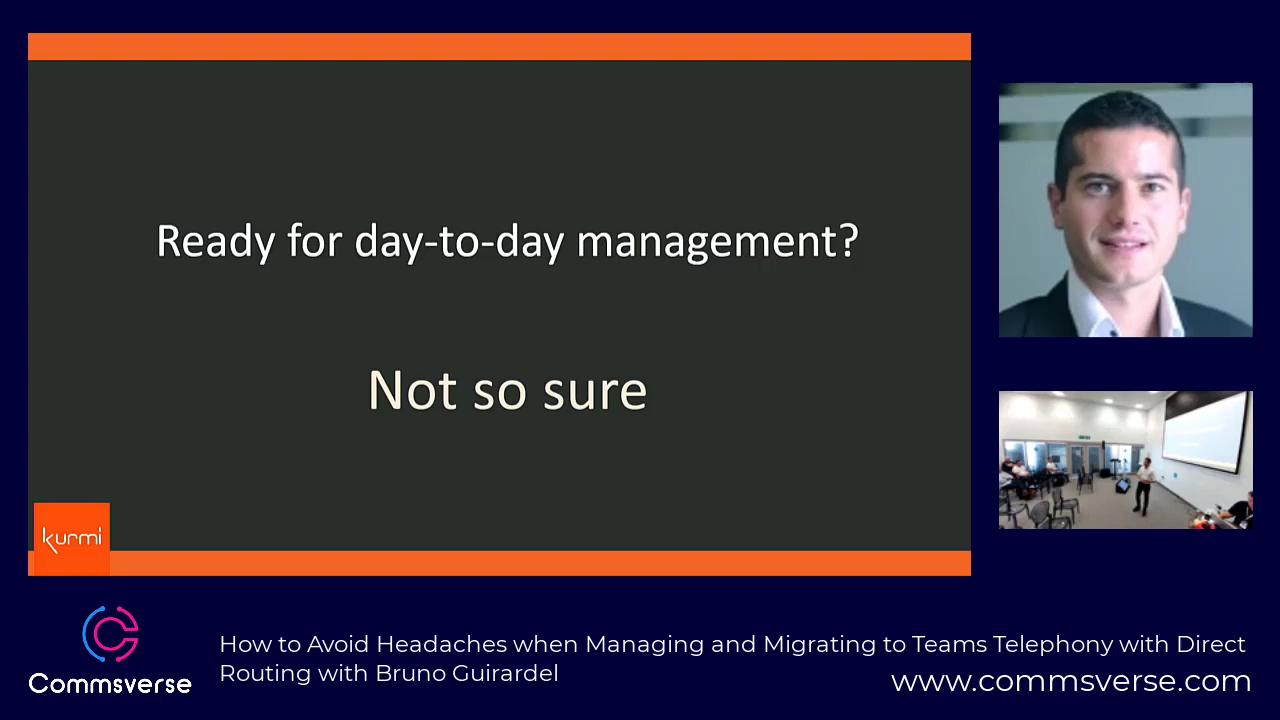 Ready for day-to-day management?
Not so sure
kurmi
Commsverse
How to Avoid Headaches when Managing and Migrating to Teams Telephony with Direct
Routing with Bruno Guirardel
www.commsverse.com